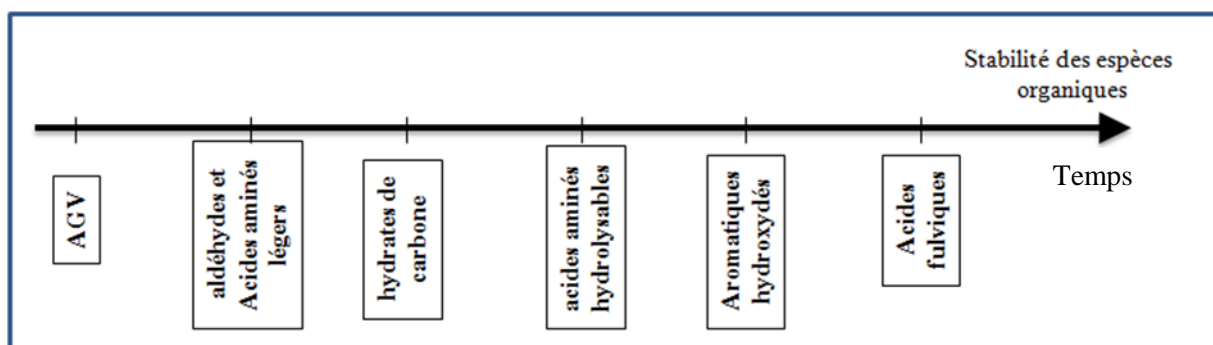 Stabilité des espèces
organiques
Temps
AGV
aldéhydes et
Acides aminés
légers
hydrates de
carbone
acides aminés
hydrolysables
Aromatiques
hydroxydés
Acides
fulviques